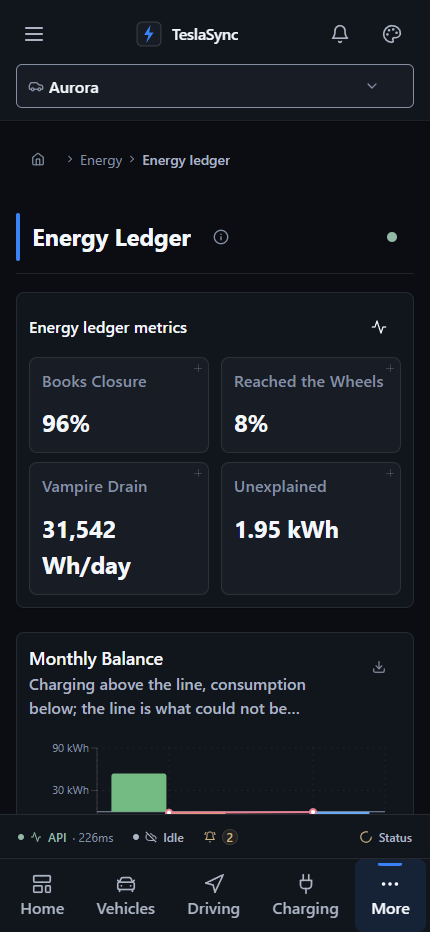 TeslaSync
Aurora
Energy
Energy ledger
Energy Ledger
Energy ledger metrics
Books Closure
96%
Reached the Wheels
8%
Vampire Drain
31,542
Wh/day
Unexplained
1.95 kWh
Monthly Balance
Charging above the line, consumption
below; the line is what could not be...
90 kWh
30 kWh
API · 226ms
Idle
2
Status
Home
Vehicles
Driving
Charging
More